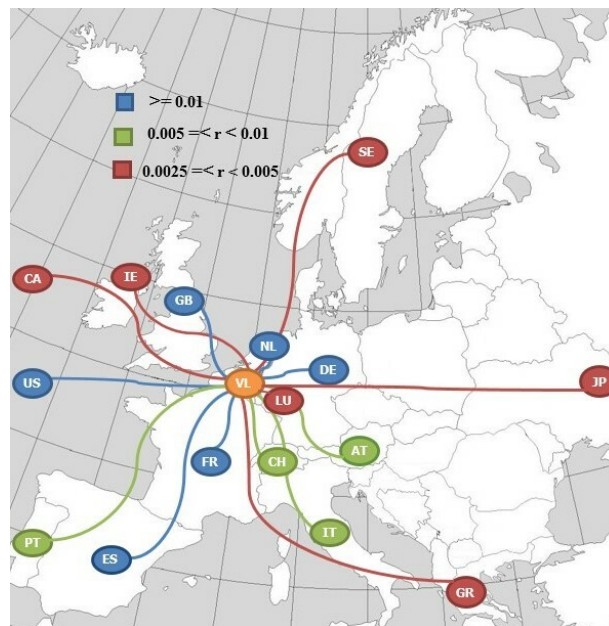 >= 0.01
0.005 =< r < 0.01
0.0025 =< r < 0.005
SE
CA
IE
GB
NL
DE
US
VL
LU
JP
FR
CH
AT
PT
IT
ES
GR